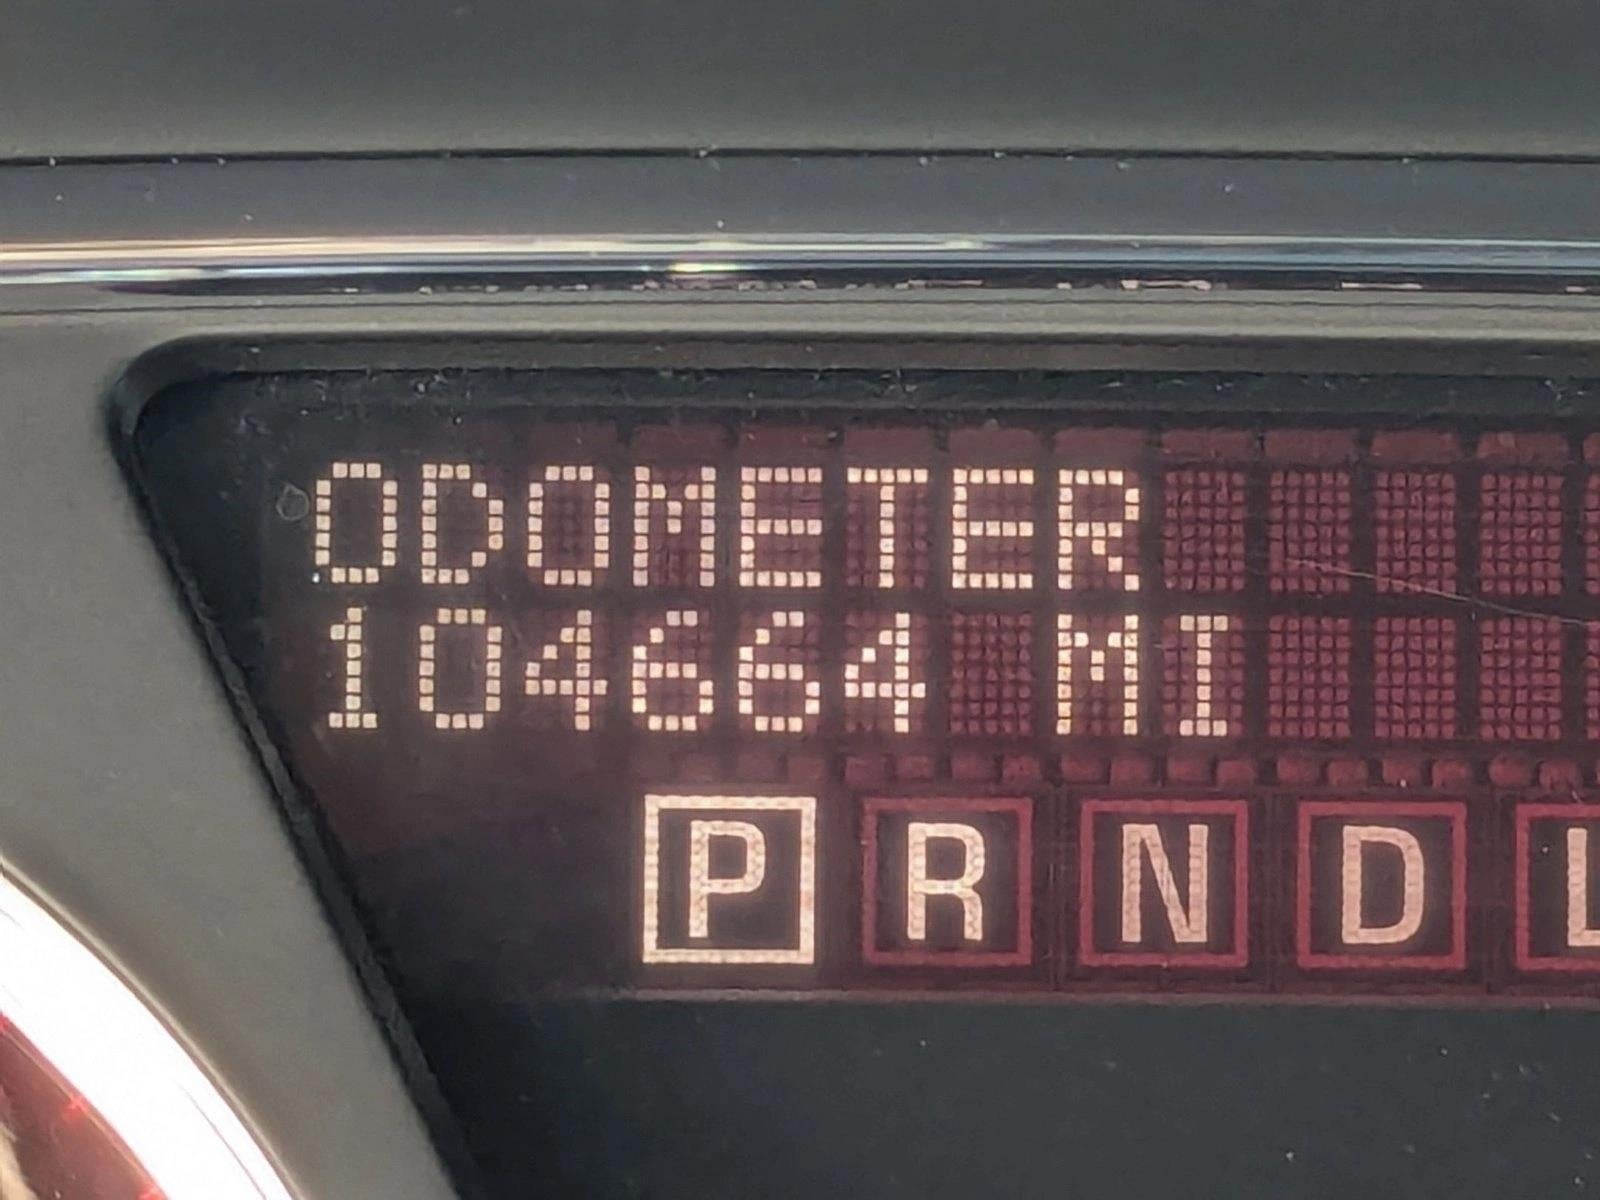 ODOMETER
104664 MI
P R N D L